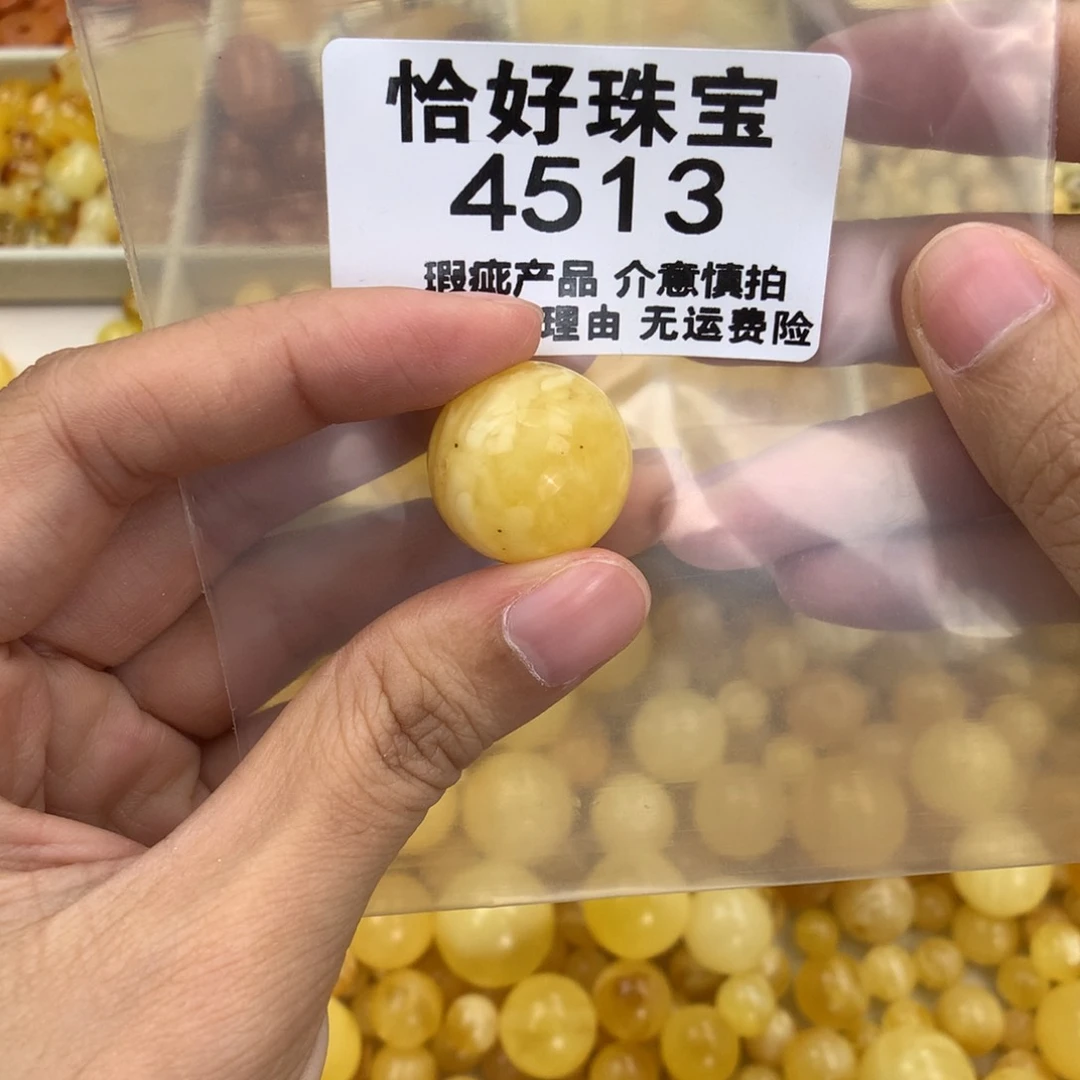 恰好珠宝
4513
瑕疵产品 介意慎拍
理由 无运费险